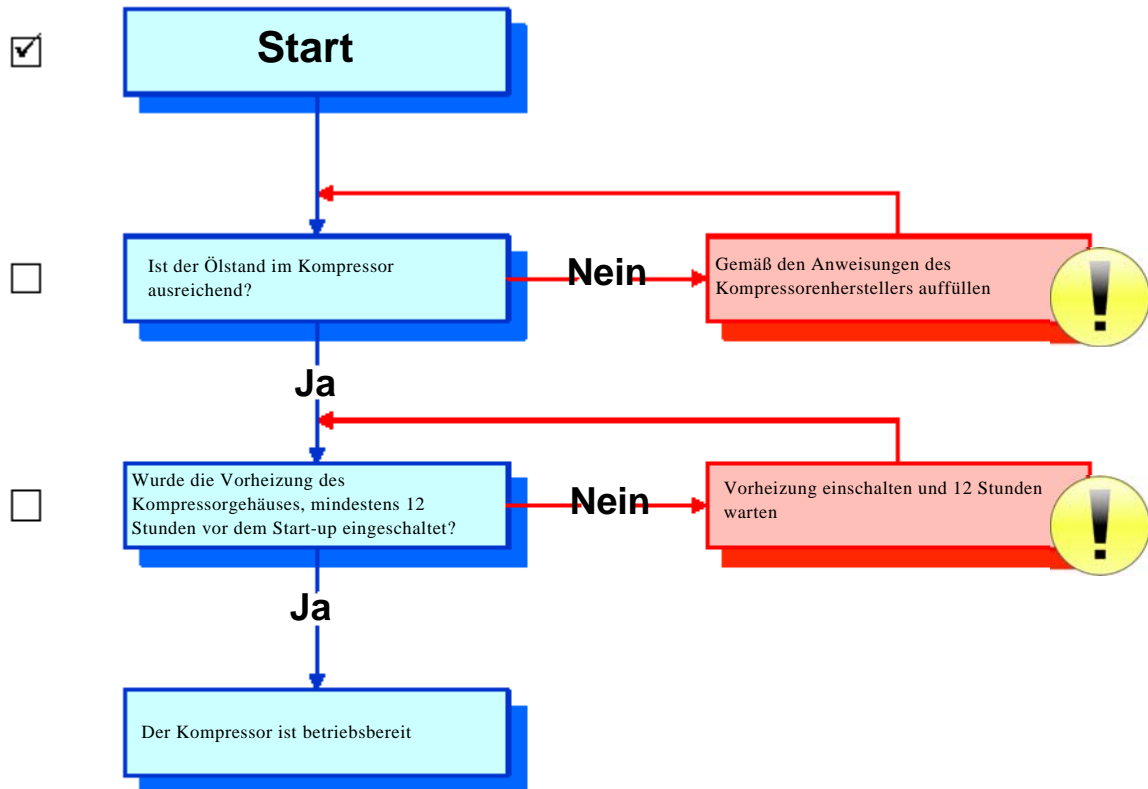 Start
Ist der Ölstand im Kompressor
ausreichend?
Nein
Gemäß den Anweisungen des
Kompressorenherstellers auffüllen
Ja
Wurde die Vorheizung des
Kompressorgehäuses, mindestens 12
Stunden vor dem Start-up eingeschaltet?
Nein
Vorheizung einschalten und 12 Stunden
warten
Ja
Der Kompressor ist betriebsbereit